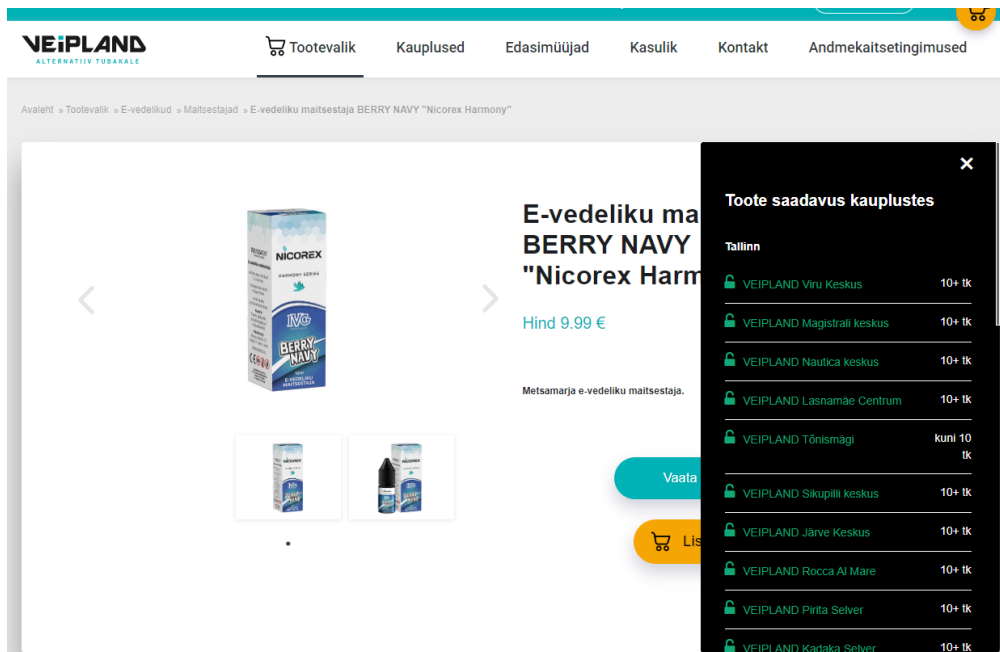 VEIPLAND
ALTERNATIIV TUBAKALE
Tootevalik
Kauplused
Edasimüüjad
Kasulik
Kontakt
Andmekaitsetingimused
Avaleht » Tootevalik » E-vedelikud » Maitsestajad » E-vedeliku maitsestaja BERRY NAVY "Nicorex Harmony"
NICOREX
HARMONY SERIES
IVG
BERRY
NAVY
E-VEDELIKU
MAITSESTAJA
E-vedeliku ma
BERRY NAVY
"Nicorex Harm
Hind 9.99 €
Metsamarja e-vedeliku maitsestaja.
Vaata
Lis
×
Toote saadavus kauplustes
Tallinn
VEIPLAND Viru Keskus 10+ tk
VEIPLAND Magistrali keskus 10+ tk
VEIPLAND Nautica keskus 10+ tk
VEIPLAND Lasnamäe Centrum 10+ tk
VEIPLAND Tõnismägi kuni 10
tk
VEIPLAND Sikupilli keskus 10+ tk
VEIPLAND Järve Keskus 10+ tk
VEIPLAND Rocca Al Mare 10+ tk
VEIPLAND Pirita Selver 10+ tk
VEIPLAND Kadaka Selver 10+ tk